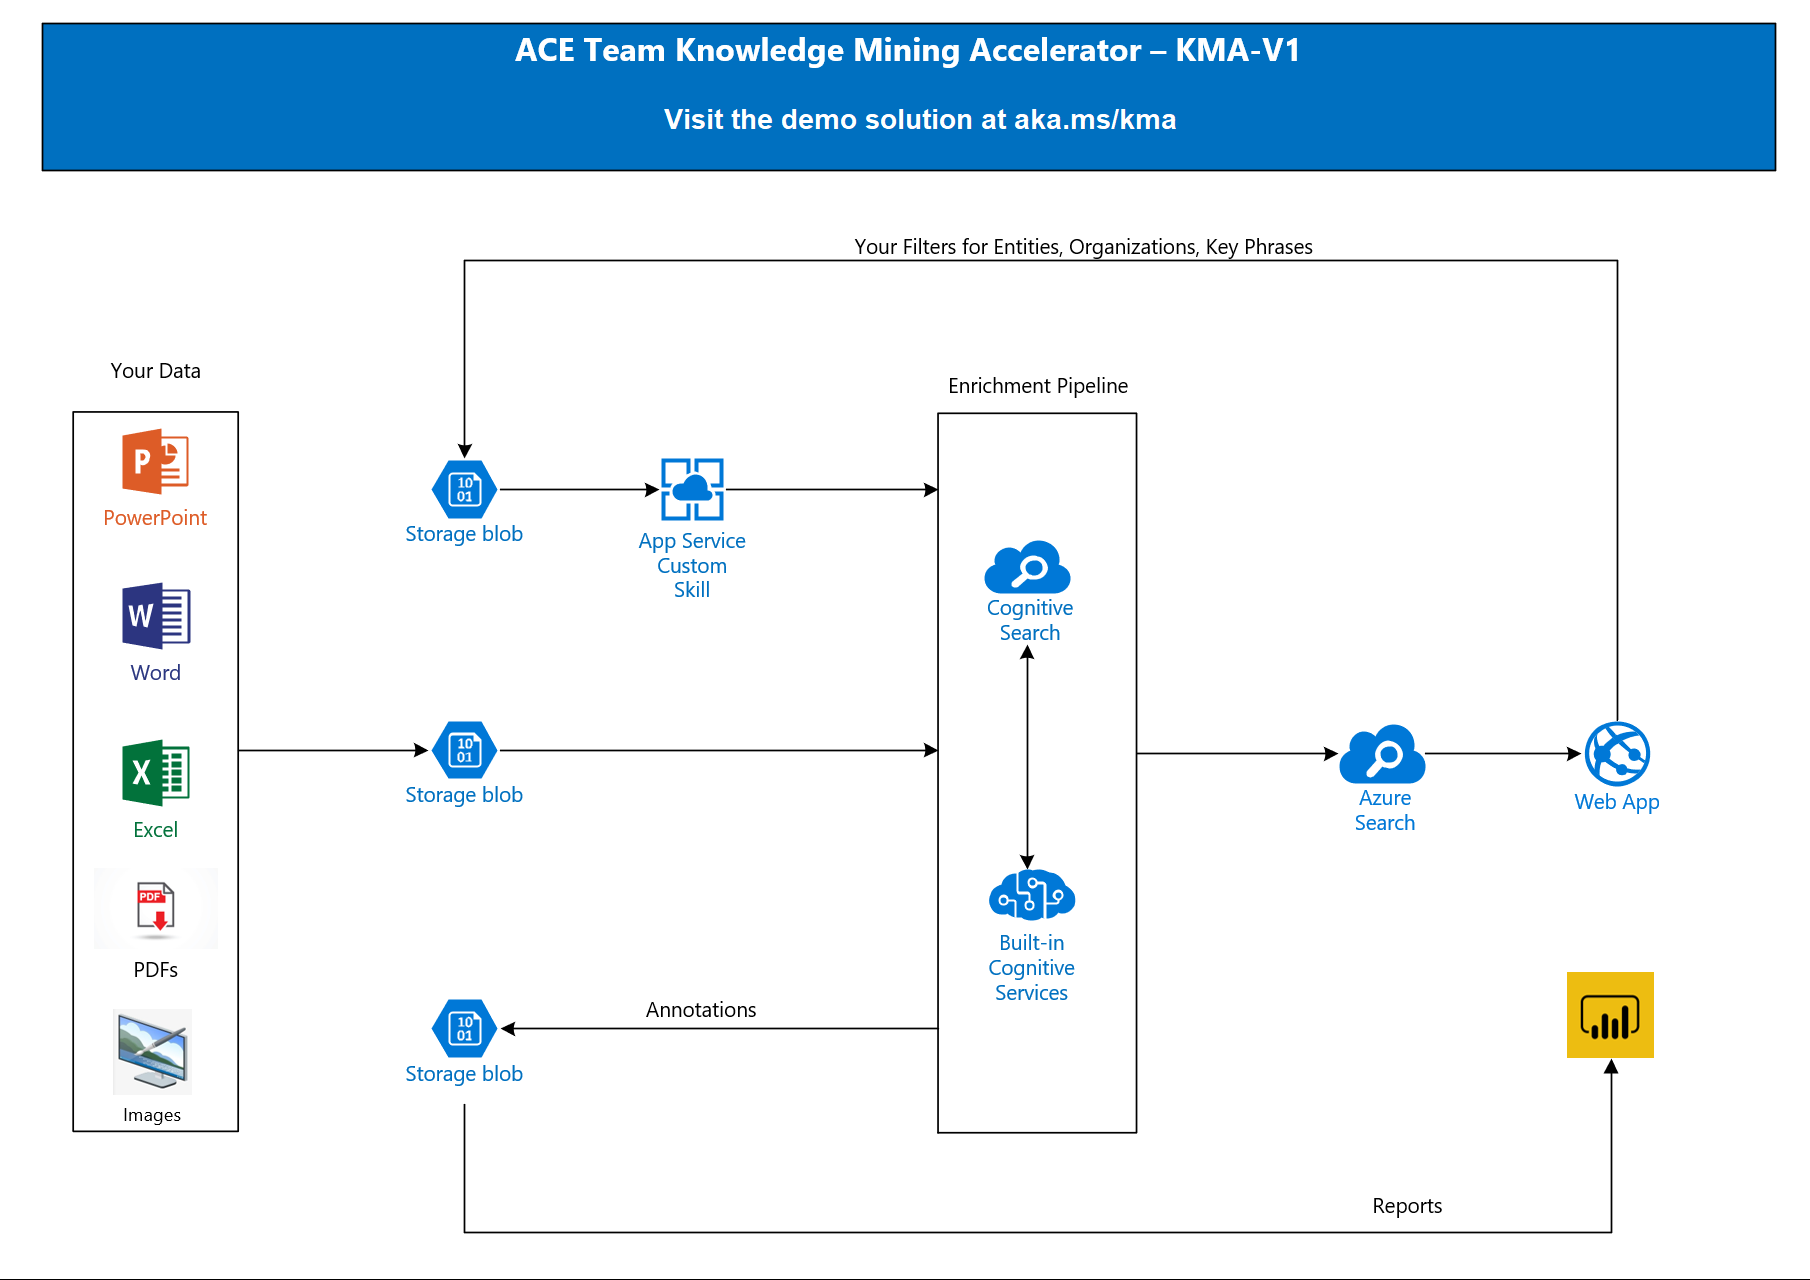 ACE Team Knowledge Mining Accelerator – KMA-V1
Visit the demo solution at aka.ms/kma
Your Filters for Entities, Organizations, Key Phrases
Your Data
P
PowerPoint
W
Word
X
Excel
PDF
PDFs
Images
10
01
Storage blob
App Service
Custom
Skill
10
01
Storage blob
Annotations
10
01
Storage blob
Enrichment Pipeline
Cognitive
Search
Built-in
Cognitive
Services
Azure
Search
Web App
Reports